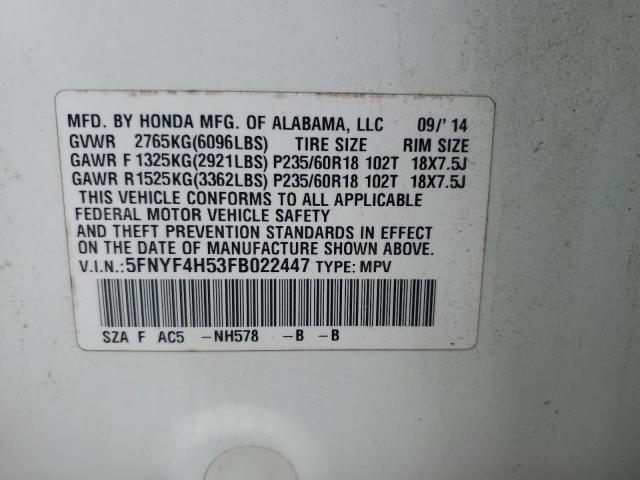 MFD. BY HONDA MFG. OF ALABAMA, LLC 09/'14
GVWR 2765KG(6096LBS) TIRE SIZE RIM SIZE
GAWR F1325KG(2921LBS) P235/60R18 102T 18X7.5J
GAWR R1525KG(3362LBS) P235/60R18 102T 18X7.5J
THIS VEHICLE CONFORMS TO ALL APPLICABLE
FEDERAL MOTOR VEHICLE SAFETY
AND THEFT PREVENTION STANDARDS IN EFFECT
ON THE DATE OF MANUFACTURE SHOWN ABOVE.
V.I.N.:5FNYF4H53FB022447 TYPE: MPV
SZA F AC5 -NH578 -B -B